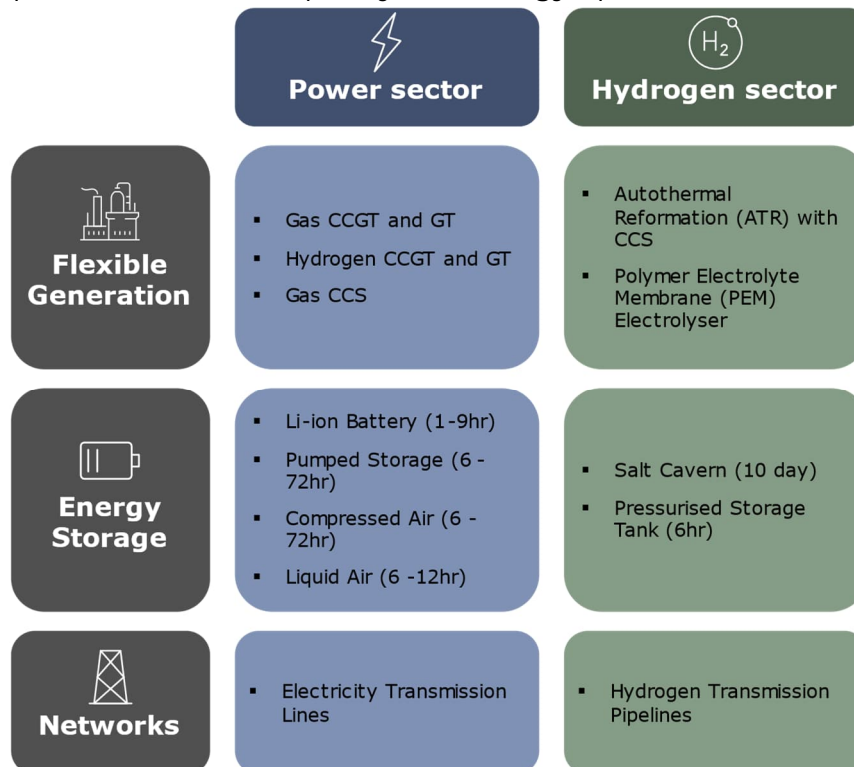 Power sector
H2
Hydrogen sector
Flexible
Generation
▪ Gas CCGT and GT
▪ Hydrogen CCGT and GT
▪ Gas CCS
▪ Autothermal
Reformation (ATR) with
CCS
▪ Polymer Electrolyte
Membrane (PEM)
Electrolyser
Energy
Storage
▪ Li-ion Battery (1-9hr)
▪ Pumped Storage (6 -
72hr)
▪ Compressed Air (6 -
72hr)
▪ Liquid Air (6 -12hr)
▪ Salt Cavern (10 day)
▪ Pressurised Storage
Tank (6hr)
Networks
▪ Electricity Transmission
Lines
▪ Hydrogen Transmission
Pipelines